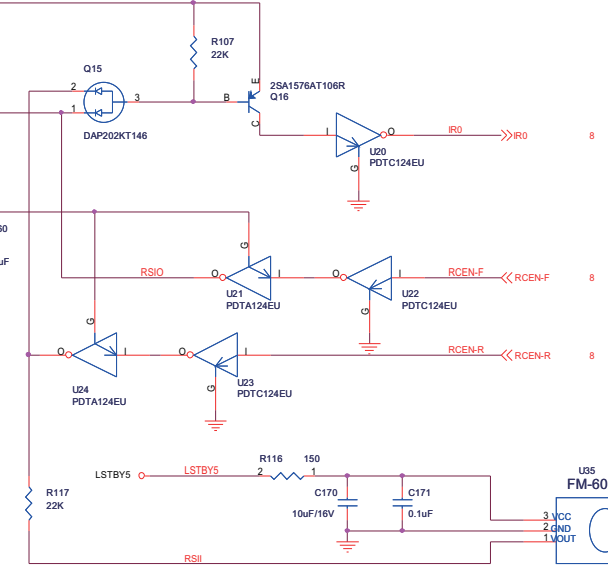 R107
22K
Q15
2
1
3
DAP202KT146
B
E
C
2SA1576AT106R
Q16
I
O
G
U20
PDTC124EU
IR0
IR0
8
60
uF
G
RSIO
O
I
U21
PDTA124EU
O
I
G
U22
PDTC124EU
RCEN-F
RCEN-F
8
G
O
I
U24
PDTA124EU
O
I
G
U23
PDTC124EU
RCEN-R
RCEN-R
8
LSTBY5
LSTBY5
R116
150
2
1
C170
10uF/16V
C171
0.1uF
R117
22K
RSII
U35
FM-60
3 VCC
2 GND
1 VOUT